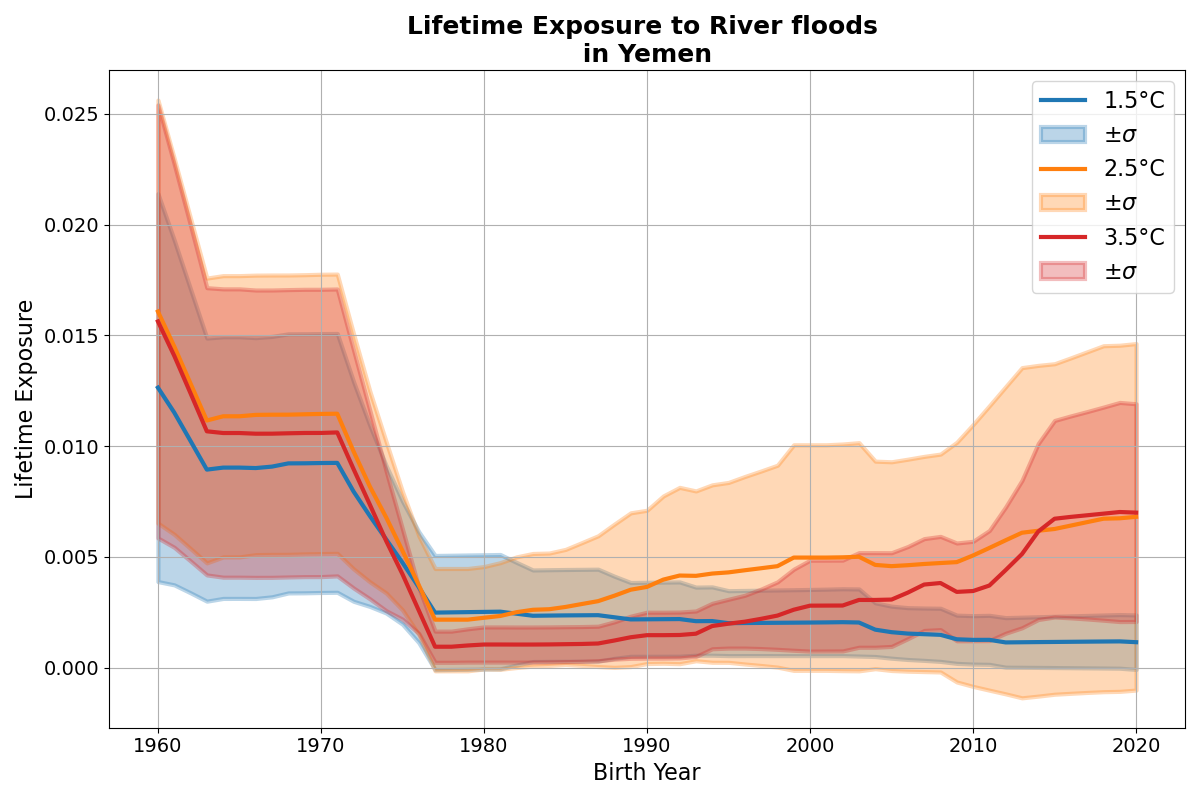 Lifetime Exposure to River floods
in Yemen
Lifetime Exposure
0.025
0.020
0.015
0.010
0.005
0.000
1960 1970 1980 1990 2000 2010 2020
Birth Year
1.5°C
±σ
2.5°C
±σ
3.5°C
±σ